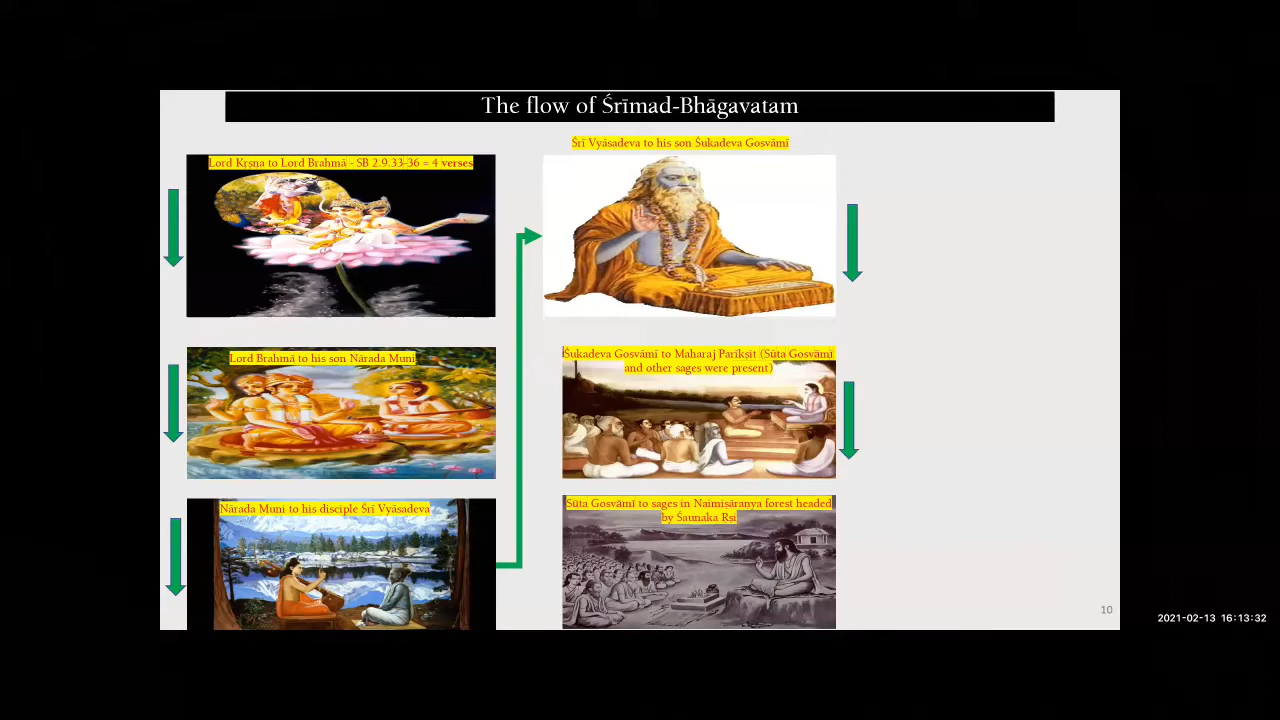 The flow of Śrīmad-Bhāgavatam
Lord Kṛṣṇa to Lord Brahmā - SB 2.9.33-36 = 4 verses
Lord Brahmā to his son Nārada Muni
Nārada Muni to his disciple Śrī Vyāsadeva
Śrī Vyāsadeva to his son Śukadeva Gosvāmī
Śukadeva Gosvāmī to Maharaj Parīkṣit (Sūta Gosvāmī
and other sages were present)
Sūta Gosvāmī to sages in Naimiṣāraṇya forest headed
by Śaunaka Ṛṣi
10
2021-02-13 16:13:32